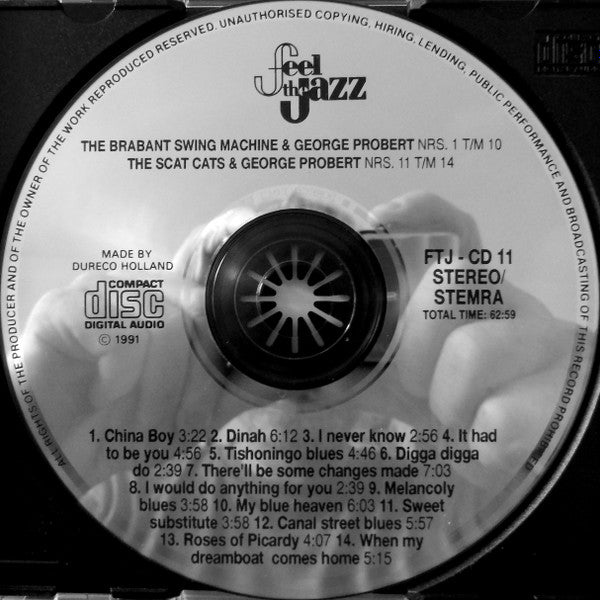 ALL RIGHTS OF THE PRODUCER AND OF THE OWNER OF THE WORK REPRODUCED RESERVED. UNAUTHORISED COPYING, HIRING, LENDING, PUBLIC PERFORMANCE AND BROADCASTING OF THIS RECORD PROHIBITED
feel
the Jazz
THE BRABANT SWING MACHINE & GEORGE PROBERT NRS. 1 T/M 10
THE SCAT CATS & GEORGE PROBERT NRS. 11 T/M 14
MADE BY
DURECO HOLLAND
COMPACT
disc
DIGITAL AUDIO
© 1991
FTJ - CD 11
STEREO/
STEMRA
TOTAL TIME: 62:59
1. China Boy 3:22 2. Dinah 6:12 3. I never know 2:56 4. It had
to be you 4:56 5. Tishoningo blues 4:46 6. Digga digga
do 2:39 7. There'll be some changes made 7:03
8. I would do anything for you 2:39 9. Melancoly
blues 3:58 10. My blue heaven 6:03 11. Sweet
substitute 3:58 12. Canal street blues 5:57
13. Roses of Picardy 4:07 14. When my
dreamboat comes home 5:15